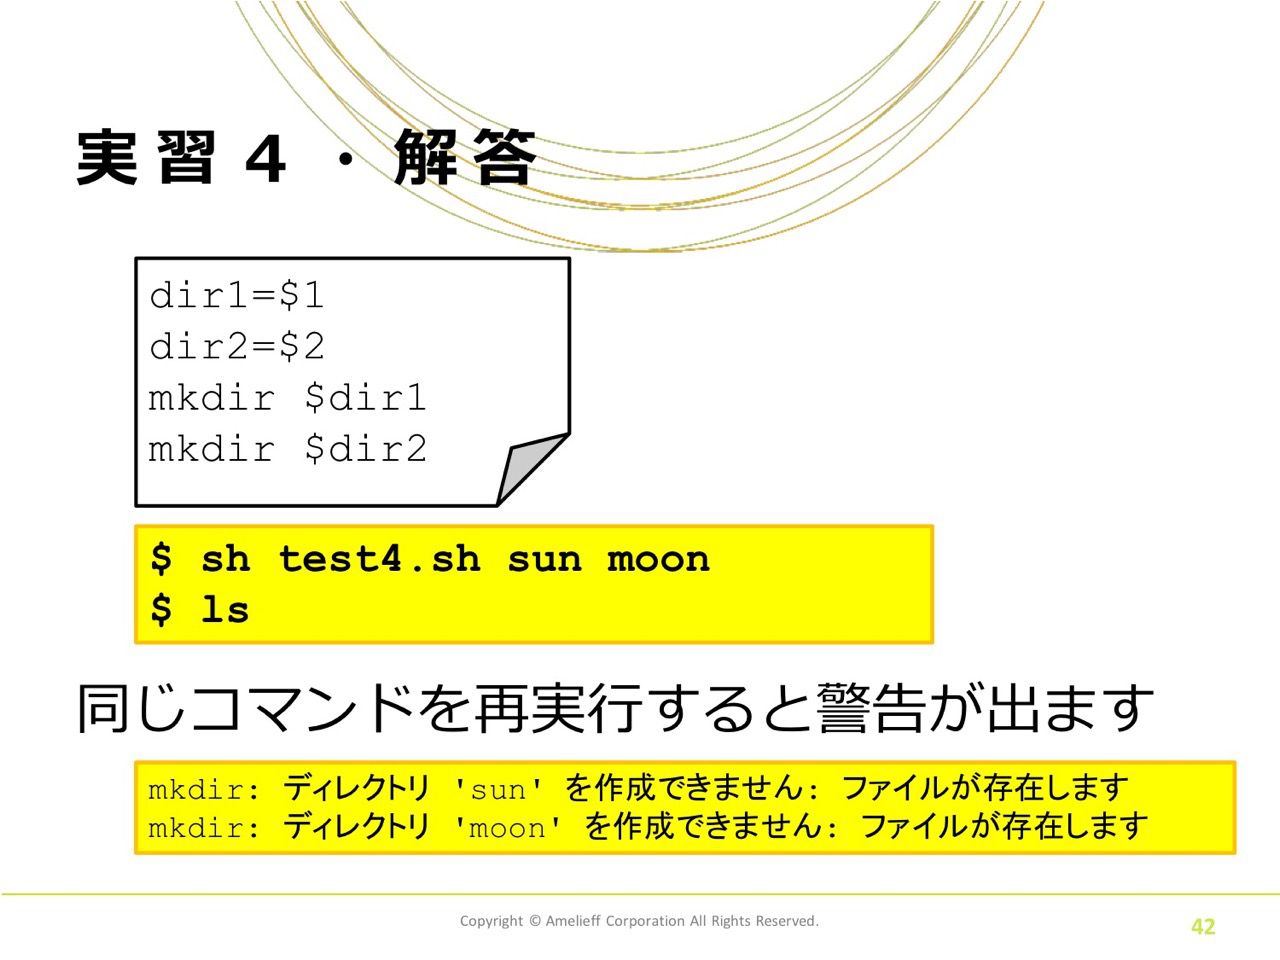 実習４・解答
dir1=$1
dir2=$2
mkdir $dir1
mkdir $dir2
$ sh test4.sh sun moon
$ ls
同じコマンドを再実行すると警告が出ます
mkdir: ディレクトリ 'sun' を作成できません: ファイルが存在します
mkdir: ディレクトリ 'moon' を作成できません: ファイルが存在します
Copyright © Amelieff Corporation All Rights Reserved.
42